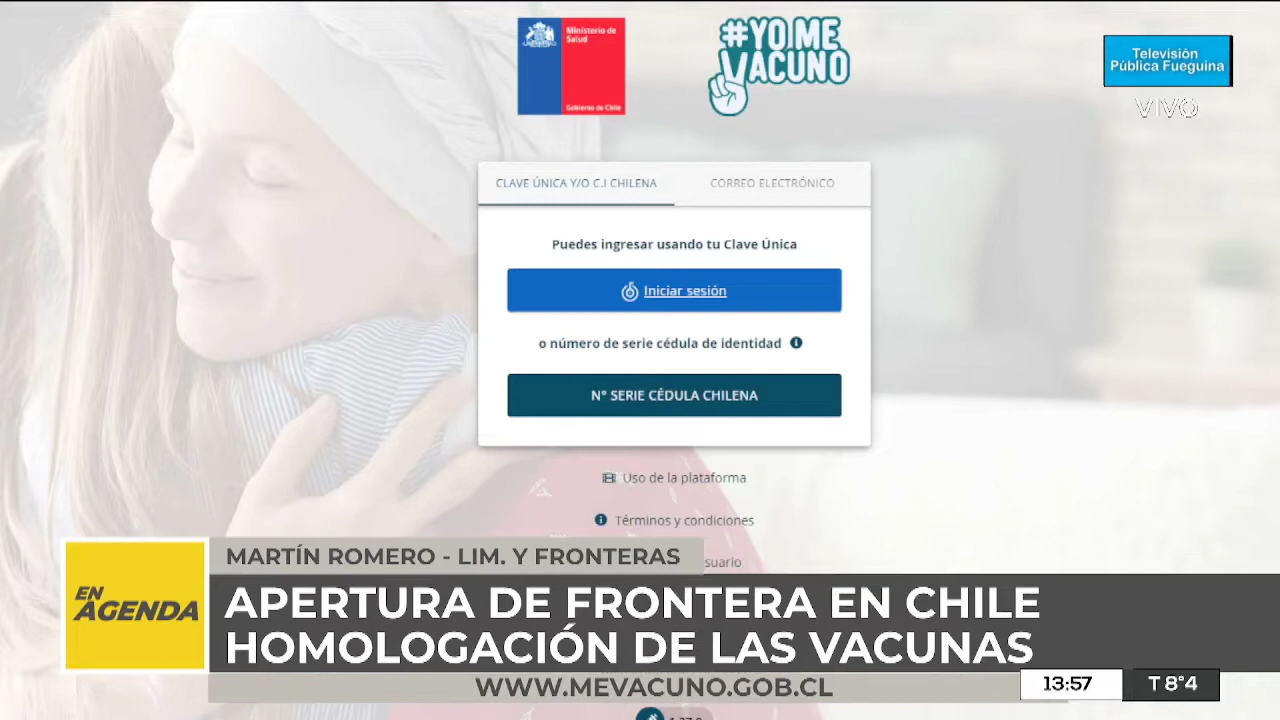 Ministerio de
Salud
Gobierno de Chile
#YO ME
VACUNO
Televisión
Pública Fueguina
VIVO
CLAVE ÚNICA Y/O C.I CHILENA
CORREO ELECTRÓNICO
Puedes ingresar usando tu Clave Única
Iniciar sesión
o número de serie cédula de identidad
N° SERIE CÉDULA CHILENA
Uso de la plataforma
Términos y condiciones
MARTÍN ROMERO - LIM. Y FRONTERAS
EN
AGENDA
APERTURA DE FRONTERA EN CHILE
HOMOLOGACIÓN DE LAS VACUNAS
WWW.MEVACUNO.GOB.CL
13:57
T 8°4